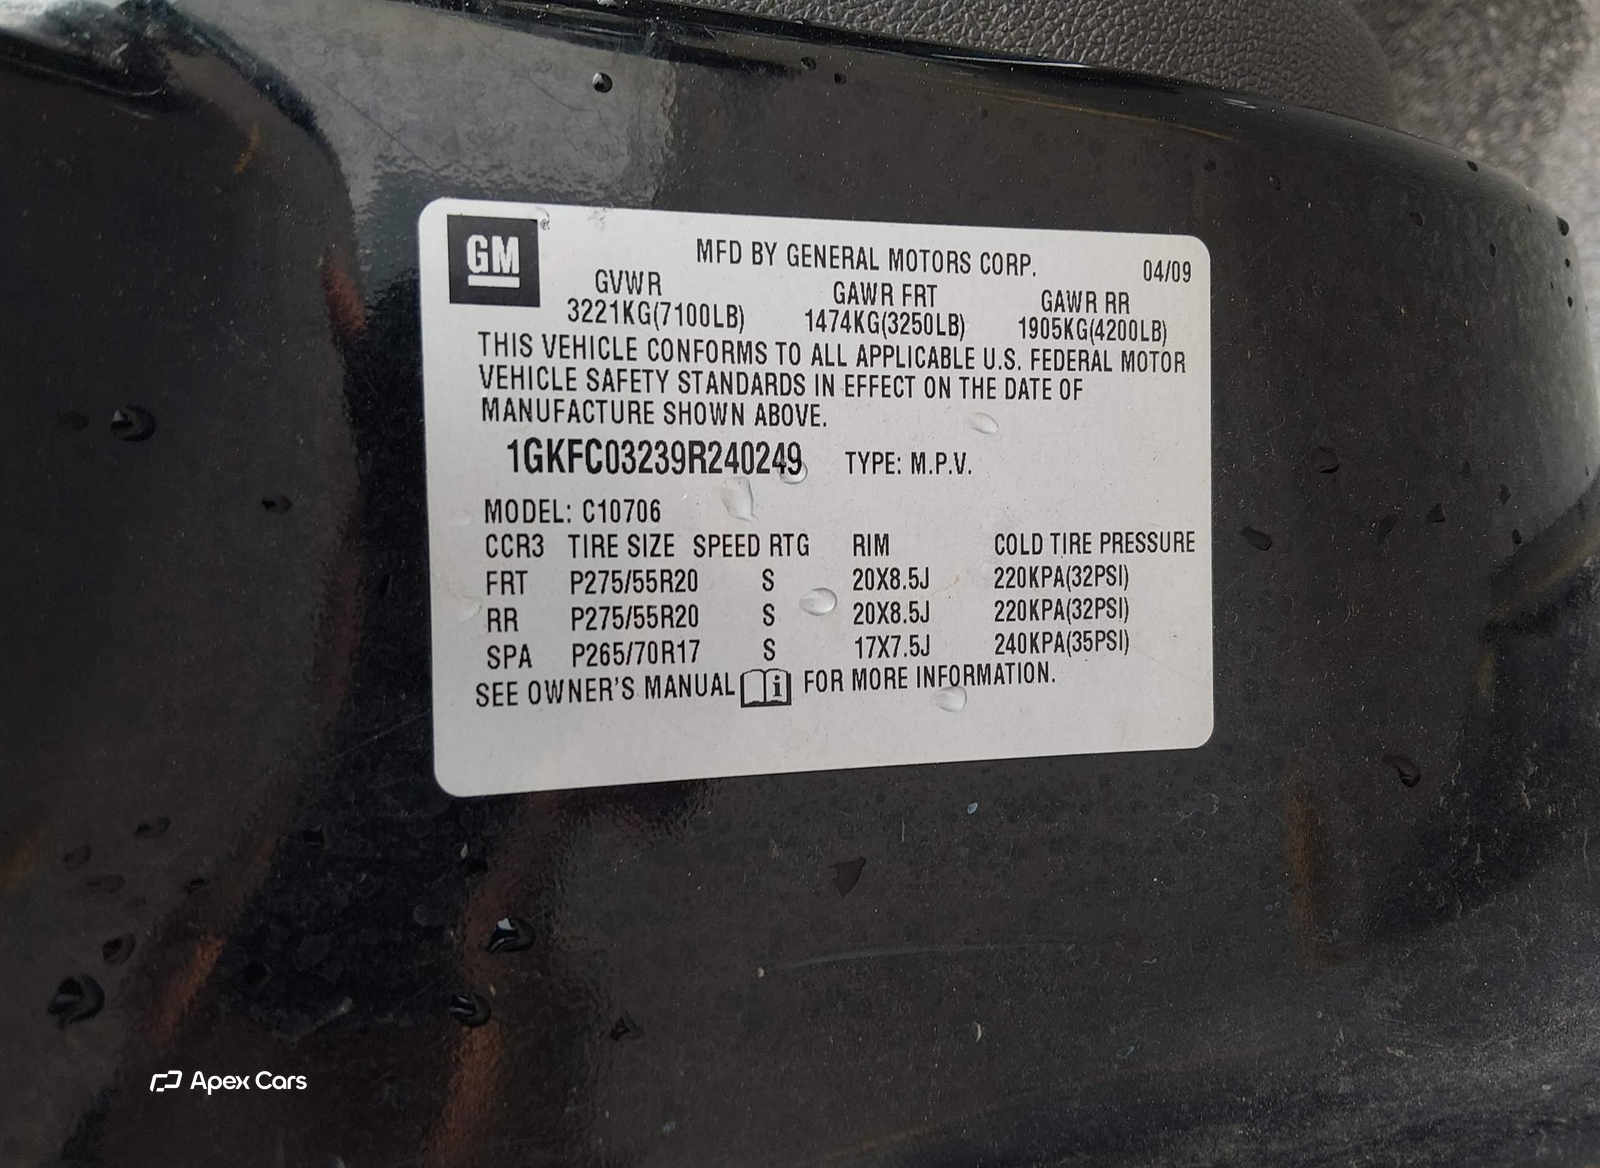 GM
MFD BY GENERAL MOTORS CORP. 04/09
GVWR GAWR FRT GAWR RR
3221KG(7100LB) 1474KG(3250LB) 1905KG(4200LB)
THIS VEHICLE CONFORMS TO ALL APPLICABLE U.S. FEDERAL MOTOR
VEHICLE SAFETY STANDARDS IN EFFECT ON THE DATE OF
MANUFACTURE SHOWN ABOVE.
1GKFC03239R240249 TYPE: M.P.V.
MODEL: C10706
CCR3 TIRE SIZE SPEED RTG RIM COLD TIRE PRESSURE
FRT P275/55R20 S 20X8.5J 220KPA(32PSI)
RR P275/55R20 S 20X8.5J 220KPA(32PSI)
SPA P265/70R17 S 17X7.5J 240KPA(35PSI)
SEE OWNER'S MANUAL i FOR MORE INFORMATION.
Apex Cars